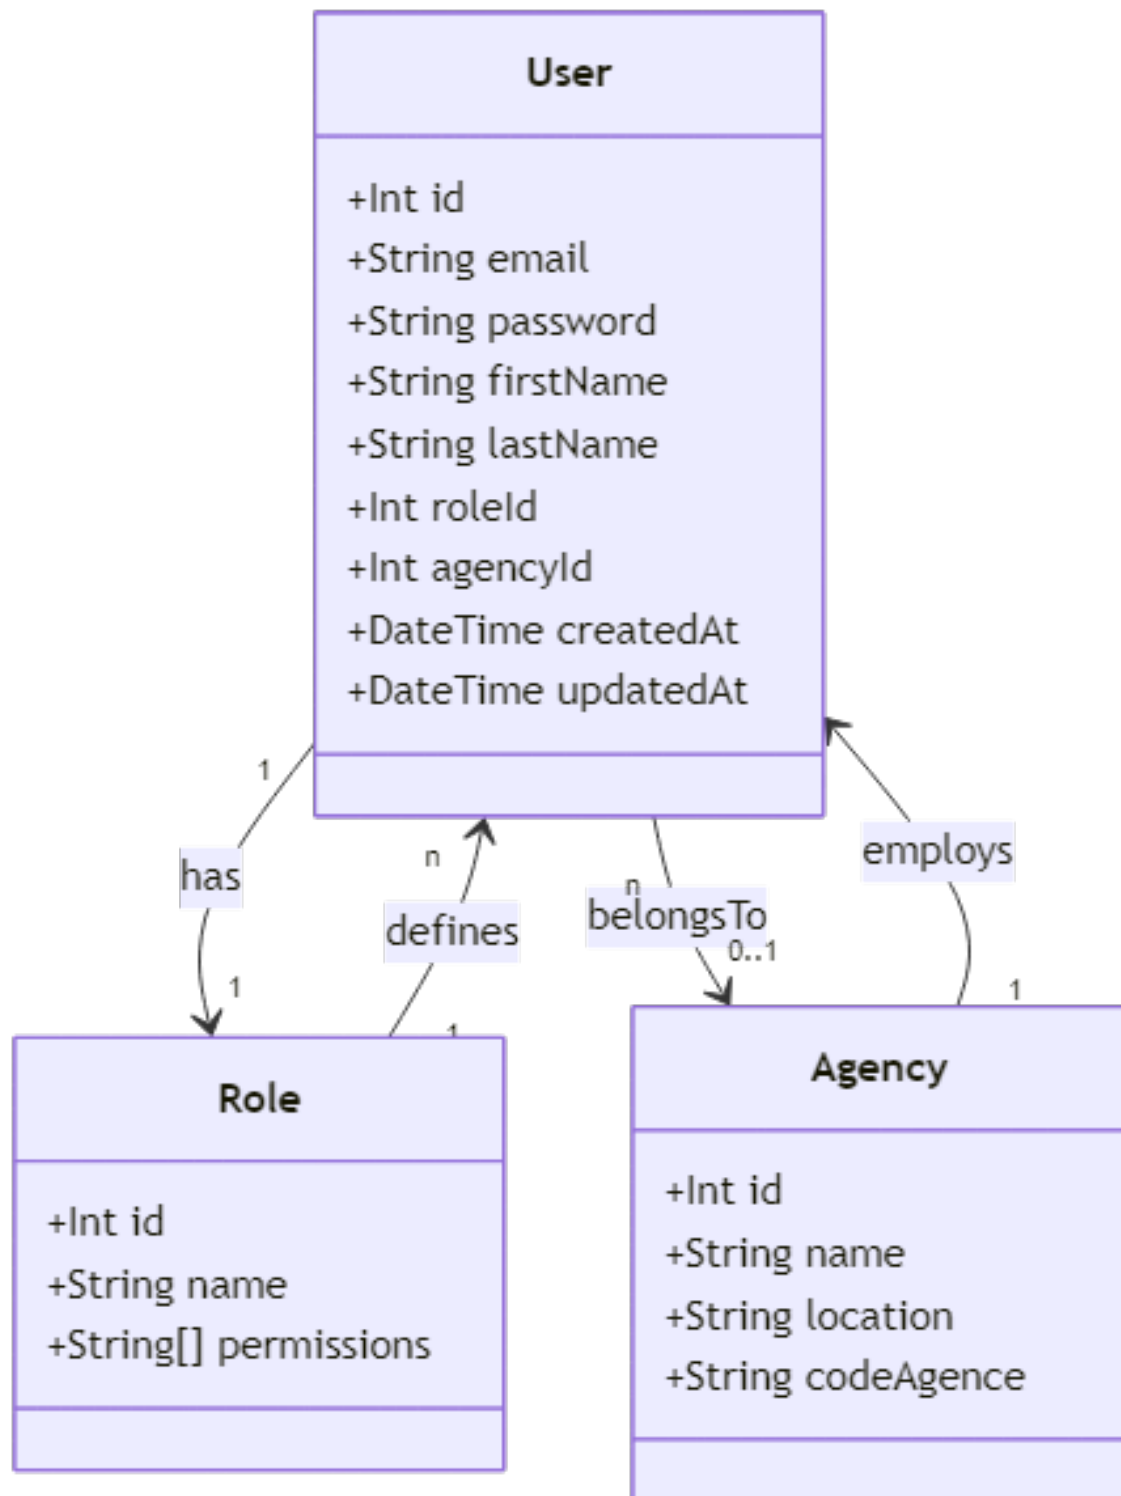 User
+Int id
+String email
+String password
+String firstName
+String lastName
+Int roleId
+Int agencyId
+DateTime createdAt
+DateTime updatedAt
1
has
1
n
defines
1
n
belongsTo
0..1
employs
1
Role
+Int id
+String name
+String[] permissions
Agency
+Int id
+String name
+String location
+String codeAgence